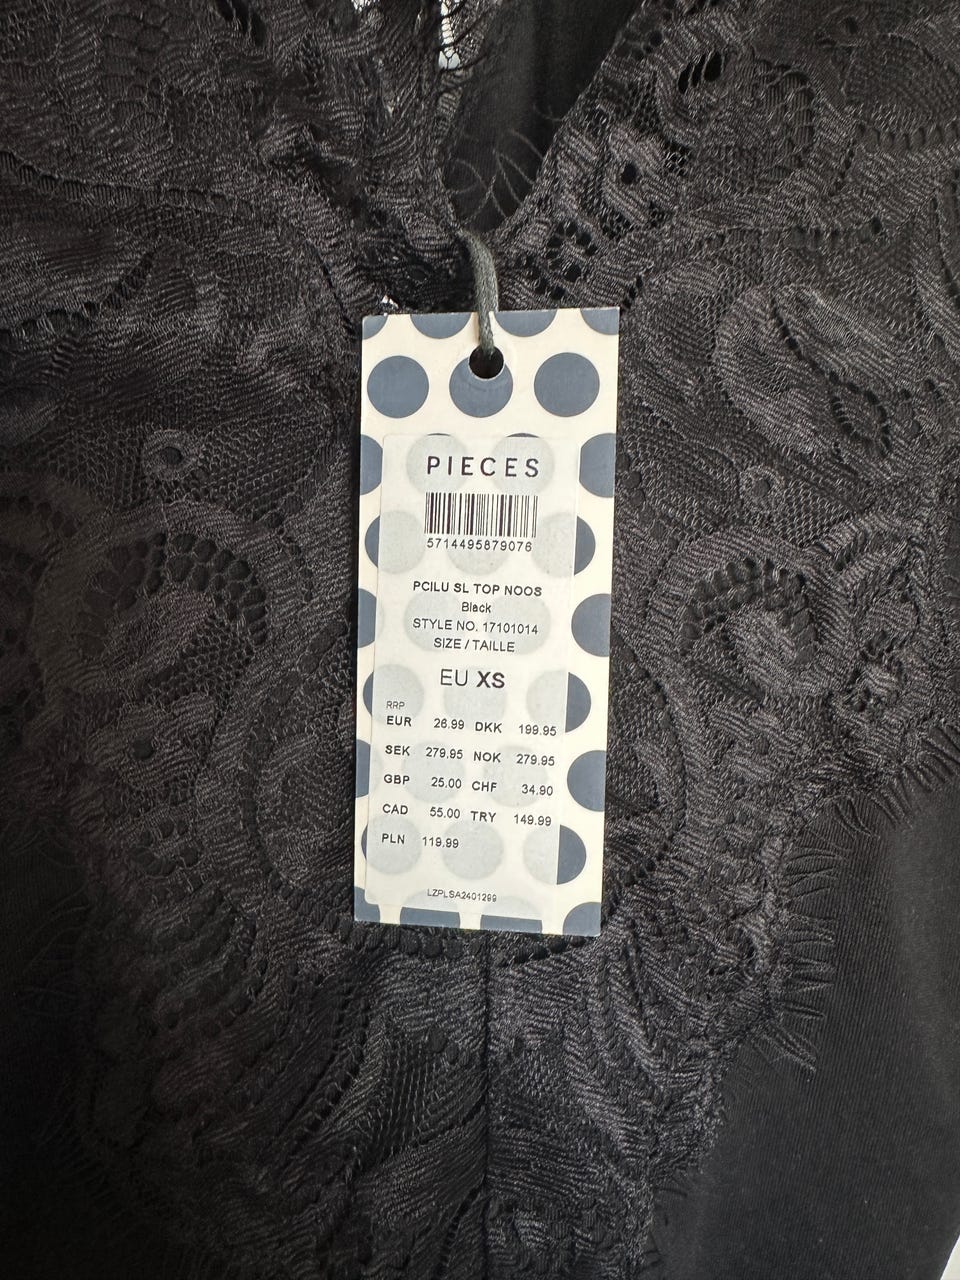 PIECES
5714495879076
PCILU SL TOP NOOS
Black
STYLE NO. 17101014
SIZE / TAILLE
EU XS
RRP
EUR 26.99 DKK 199.95
SEK 279.95 NOK 279.95
GBP 25.00 CHF 34.90
CAD 55.00 TRY 149.99
PLN 119.99
LZPLSA2401299